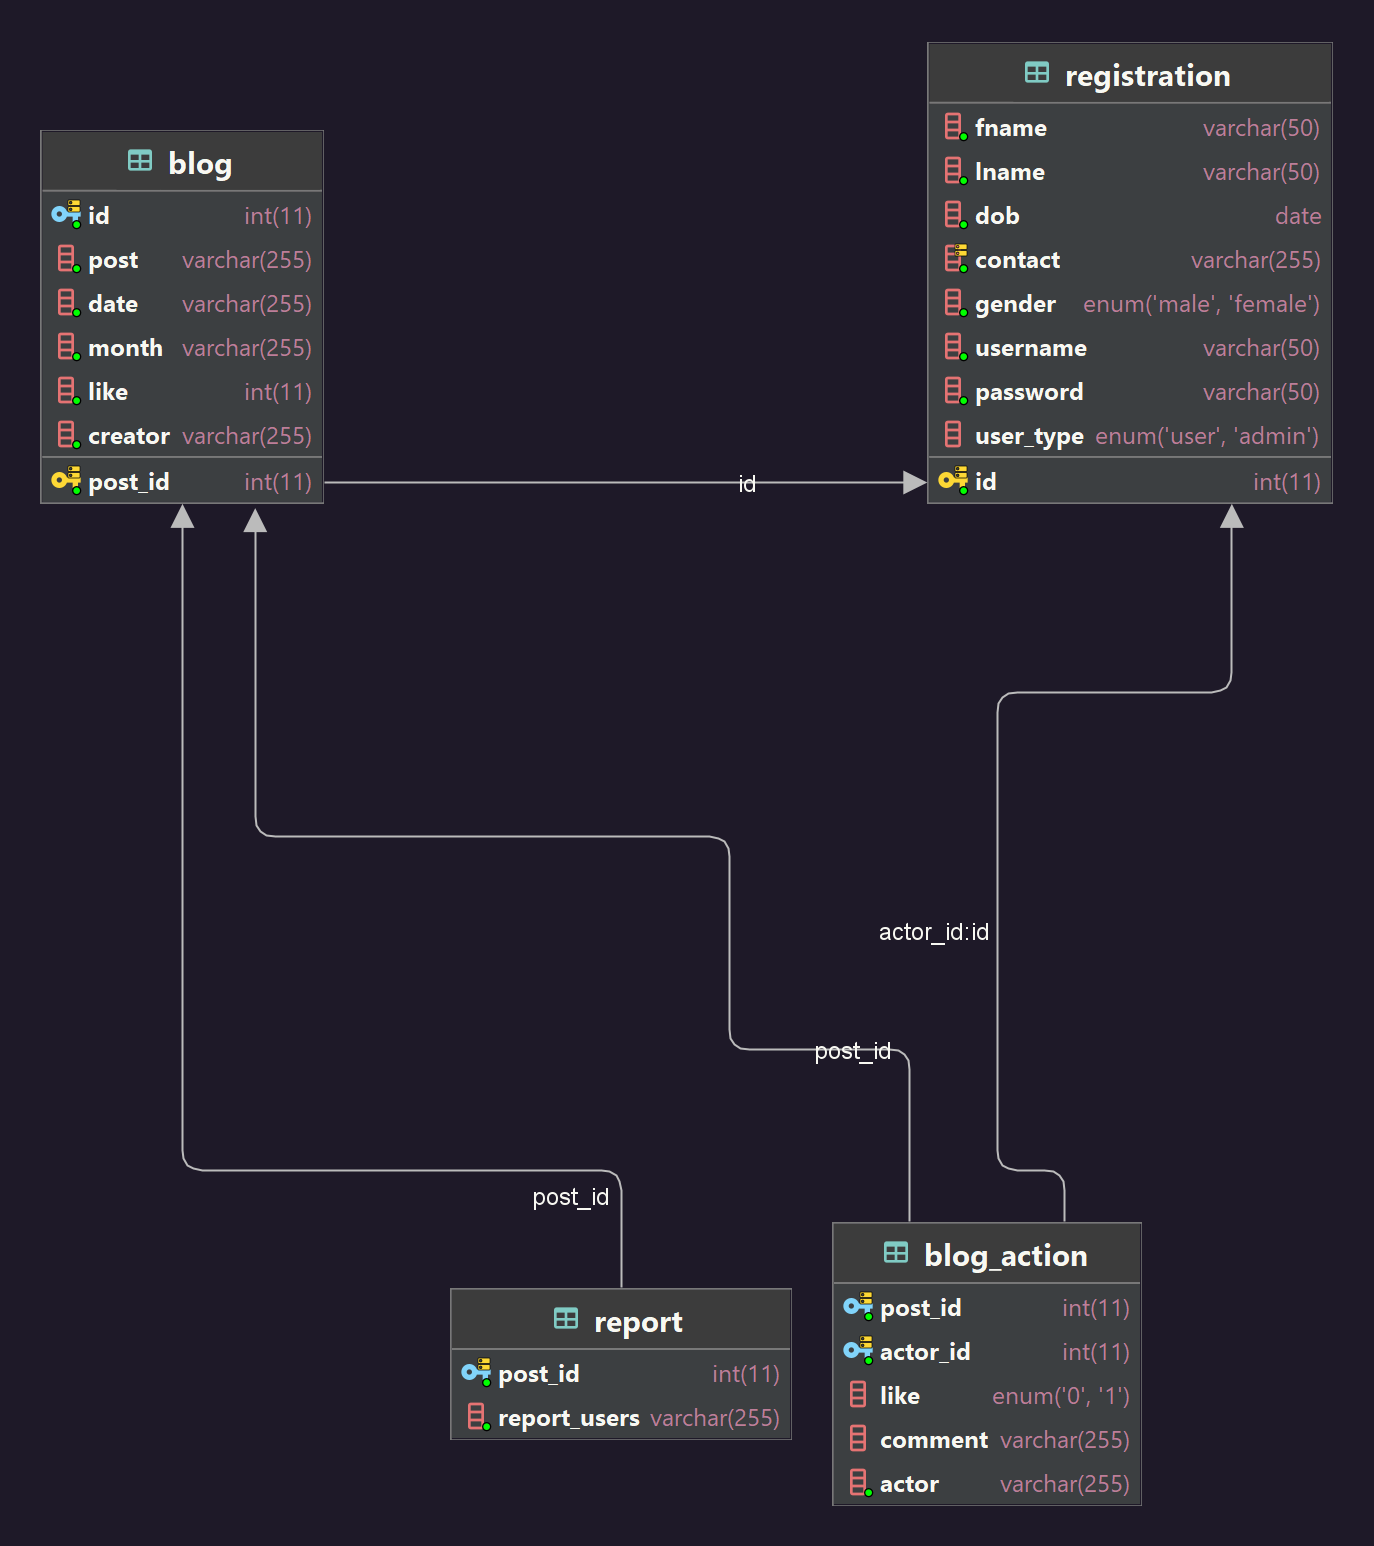 blog
id int(11)
post varchar(255)
date varchar(255)
month varchar(255)
like int(11)
creator varchar(255)
post_id int(11)
id
registration
fname varchar(50)
lname varchar(50)
dob date
contact varchar(255)
gender enum('male', 'female')
username varchar(50)
password varchar(50)
user_type enum('user', 'admin')
id int(11)
actor_id:id
post_id
post_id
report
post_id int(11)
report_users varchar(255)
blog_action
post_id int(11)
actor_id int(11)
like enum('0', '1')
comment varchar(255)
actor varchar(255)